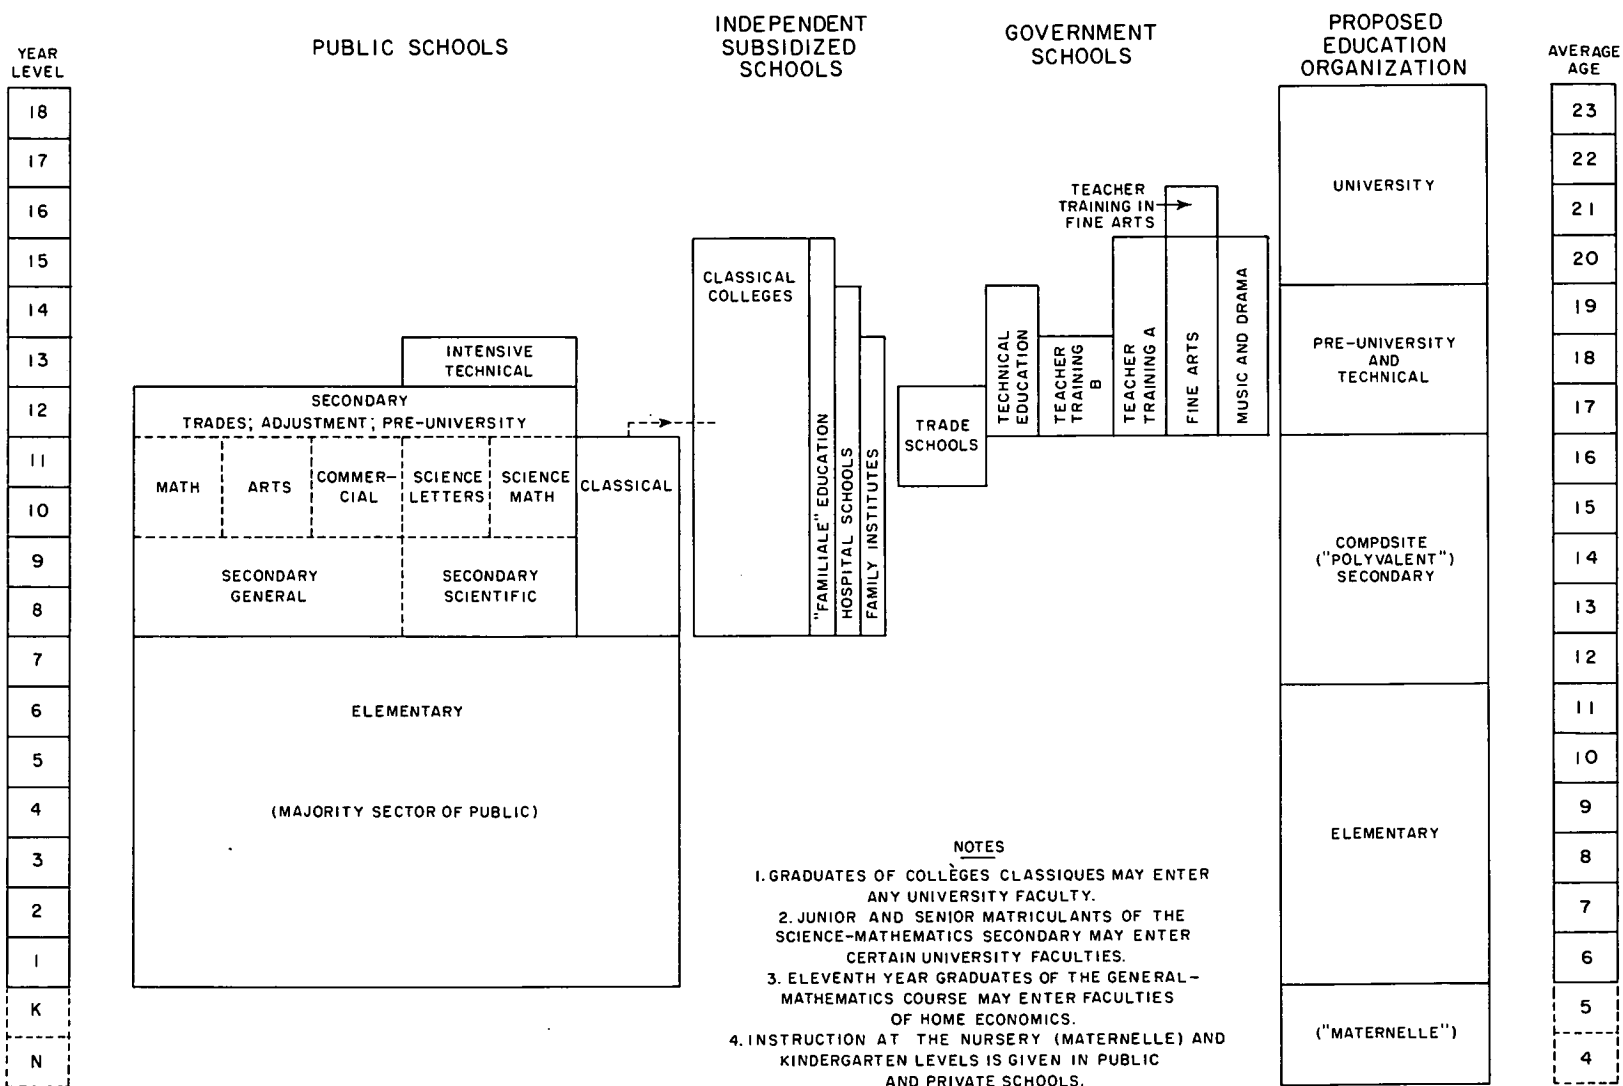 YEAR
LEVEL
18
17
16
15
14
13
12
11
10
9
8
7
6
5
4
3
2
1
K
N
PUBLIC SCHOOLS
INTENSIVE
TECHNICAL
SECONDARY
TRADES; ADJUSTMENT; PRE-UNIVERSITY
MATH
ARTS
COMMER-
CIAL
SCIENCE
LETTERS
SCIENCE
MATH
CLASSICAL
SECONDARY
GENERAL
SECONDARY
SCIENTIFIC
ELEMENTARY
(MAJORITY SECTOR OF PUBLIC)
INDEPENDENT
SUBSIDIZED
SCHOOLS
CLASSICAL
COLLEGES
"FAMILIALE" EDUCATION
HOSPITAL SCHOOLS
FAMILY INSTITUTES
GOVERNMENT
SCHOOLS
TRADE
SCHOOLS
TECHNICAL
EDUCATION
TEACHER
TRAINING
B
TEACHER
TRAINING A
TEACHER
TRAINING IN
FINE ARTS
FINE ARTS
MUSIC AND DRAMA
NOTES
1. GRADUATES OF COLLÈGES CLASSIQUES MAY ENTER
ANY UNIVERSITY FACULTY.
2. JUNIOR AND SENIOR MATRICULANTS OF THE
SCIENCE-MATHEMATICS SECONDARY MAY ENTER
CERTAIN UNIVERSITY FACULTIES.
3. ELEVENTH YEAR GRADUATES OF THE GENERAL-
MATHEMATICS COURSE MAY ENTER FACULTIES
OF HOME ECONOMICS.
4. INSTRUCTION AT THE NURSERY (MATERNELLE) AND
KINDERGARTEN LEVELS IS GIVEN IN PUBLIC
AND PRIVATE SCHOOLS.
PROPOSED
EDUCATION
ORGANIZATION
UNIVERSITY
PRE-UNIVERSITY
AND
TECHNICAL
COMPOSITE
("POLYVALENT")
SECONDARY
ELEMENTARY
("MATERNELLE")
AVERAGE
AGE
23
22
21
20
19
18
17
16
15
14
13
12
11
10
9
8
7
6
5
4